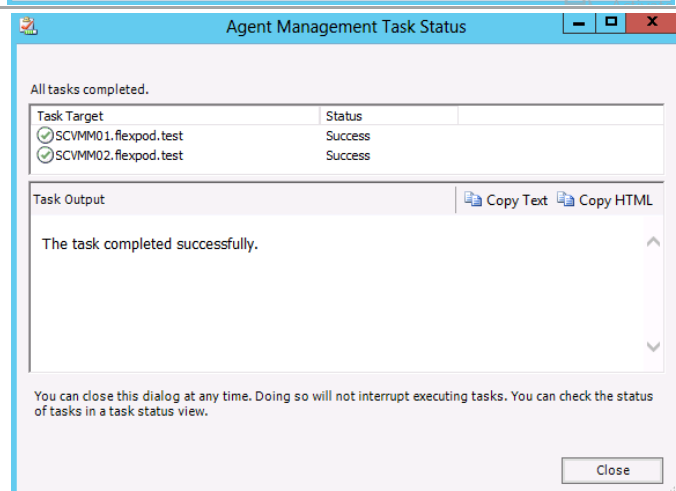 Agent Management Task Status
All tasks completed.
Task Target Status
SCVMM01.flexpod.test Success
SCVMM02.flexpod.test Success
Task Output Copy Text Copy HTML
The task completed successfully.
You can close this dialog at any time. Doing so will not interrupt executing tasks. You can check the status
of tasks in a task status view.
Close